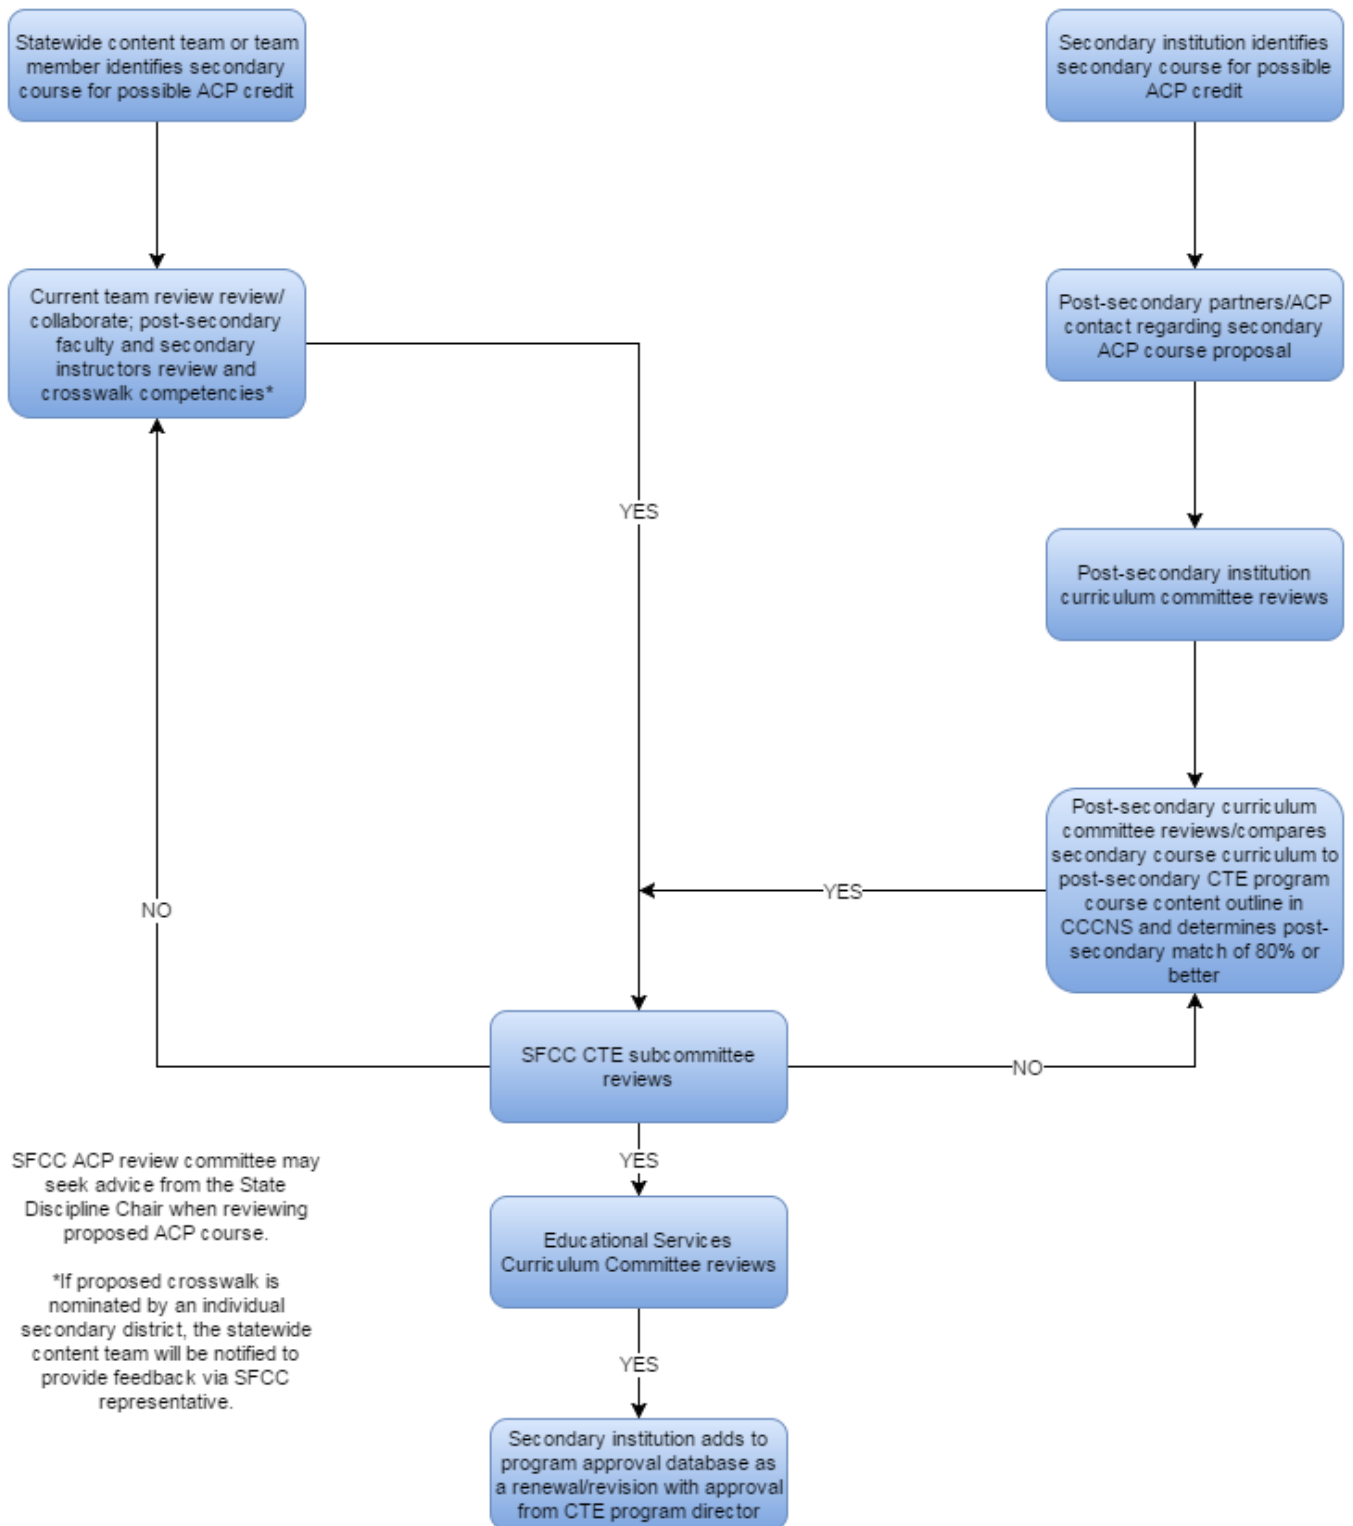 Statewide content team or team
member identifies secondary
course for possible ACP credit
Secondary institution identifies
secondary course for possible
ACP credit
Current team review review/
collaborate; post-secondary
faculty and secondary
instructors review and
crosswalk competencies*
Post-secondary partners/ACP
contact regarding secondary
ACP course proposal
YES
Post-secondary institution
curriculum committee reviews
Post-secondary curriculum
committee reviews/compares
secondary course curriculum to
post-secondary CTE program
course content outline in
CCCNS and determines post-
secondary match of 80% or
better
YES
NO
SFCC CTE subcommittee
reviews
NO
YES
SFCC ACP review committee may
seek advice from the State
Discipline Chair when reviewing
proposed ACP course.
Educational Services
Curriculum Committee reviews
*If proposed crosswalk is
nominated by an individual
secondary district, the statewide
content team will be notified to
provide feedback via SFCC
representative.
YES
Secondary institution adds to
program approval database as
a renewal/revision with approval
from CTE program director